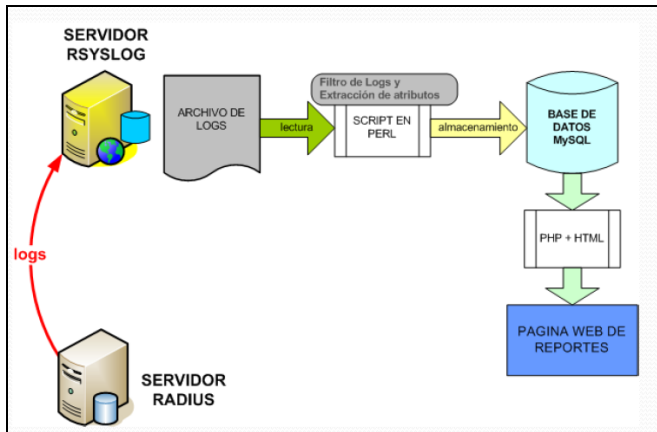 SERVIDOR
RSYSLOG
ARCHIVO DE
LOGS
lectura
Filtro de Logs y
Extracción de atributos
SCRIPT EN
PERL
almacenamiento
BASE DE
DATOS
MySQL
PHP + HTML
PAGINA WEB DE
REPORTES
logs
SERVIDOR
RADIUS